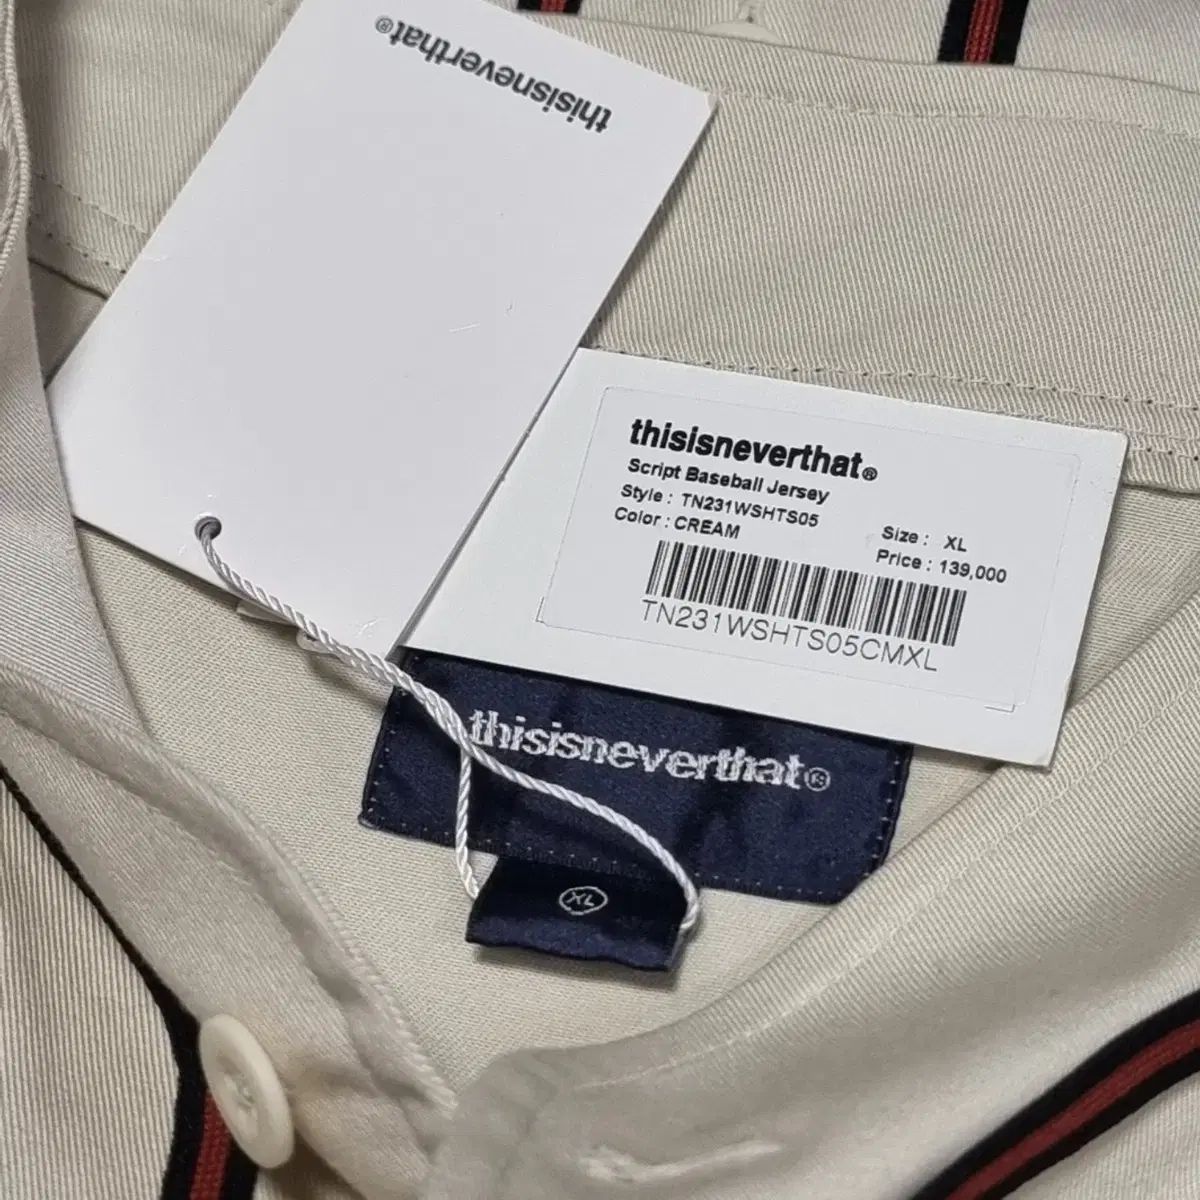 thisisneverthat®
thisisneverthat®
Script Baseball Jersey
Style : TN231WSHTS05
Color : CREAM
Size : XL
Price : 139,000
TN231WSHTS05CMXL
thisisneverthat®
XL